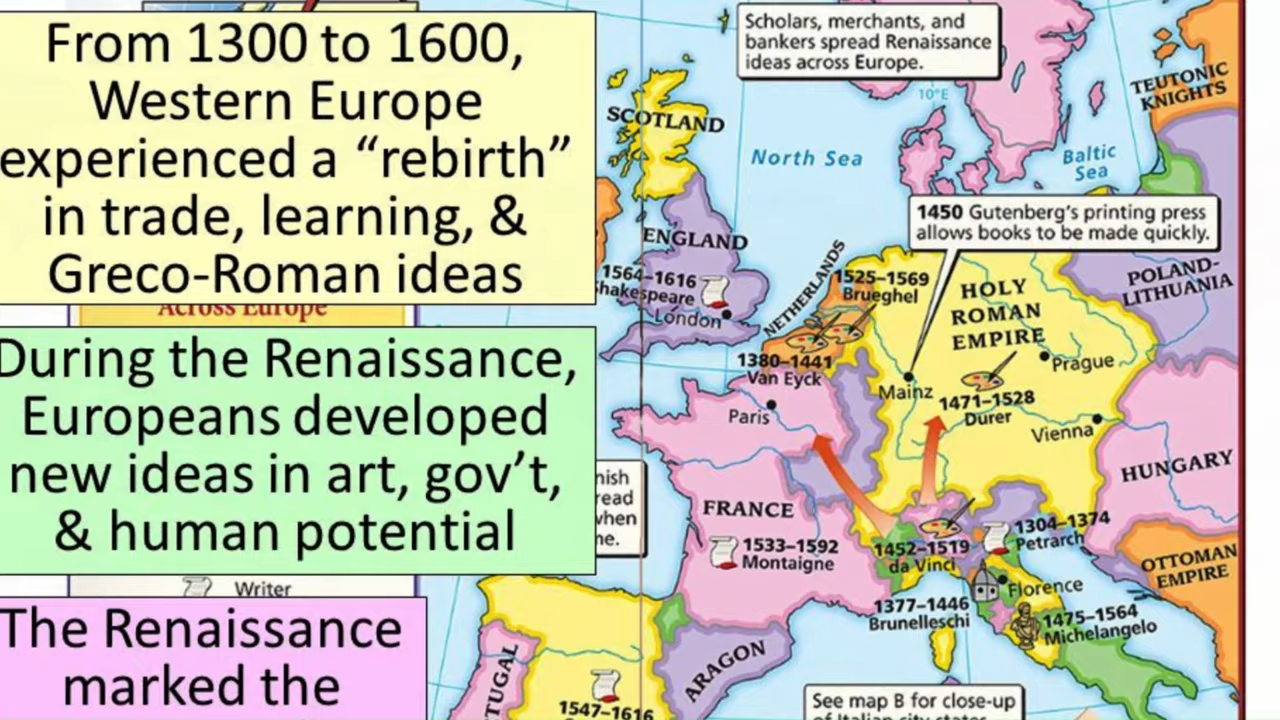 From 1300 to 1600,
Western Europe
experienced a “rebirth”
in trade, learning, &
Greco-Roman ideas
Across Europe
During the Renaissance,
Europeans developed
new ideas in art, gov’t,
& human potential
Writer
The Renaissance
marked the
Scholars, merchants, and
bankers spread Renaissance
ideas across Europe.
10°E
TEUTONIC
KNIGHTS
SCOTLAND
North Sea
Baltic
Sea
1450 Gutenberg’s printing press
allows books to be made quickly.
ENGLAND
1564–1616
Shakespeare
London
NETHERLANDS
1525–1569
Brueghel
HOLY
ROMAN
EMPIRE
POLAND-
LITHUANIA
1380–1441
Van Eyck
Prague
Mainz
1471–1528
Durer
Paris
Vienna
HUNGARY
FRANCE
1533–1592
Montaigne
1452–1519
da Vinci
1304–1374
Petrarch
OTTOMAN
EMPIRE
Florence
1377–1446
Brunelleschi
1475–1564
Michelangelo
ARAGON
TUGAL
1547–1616
See map B for close-up
of Italian city-states.